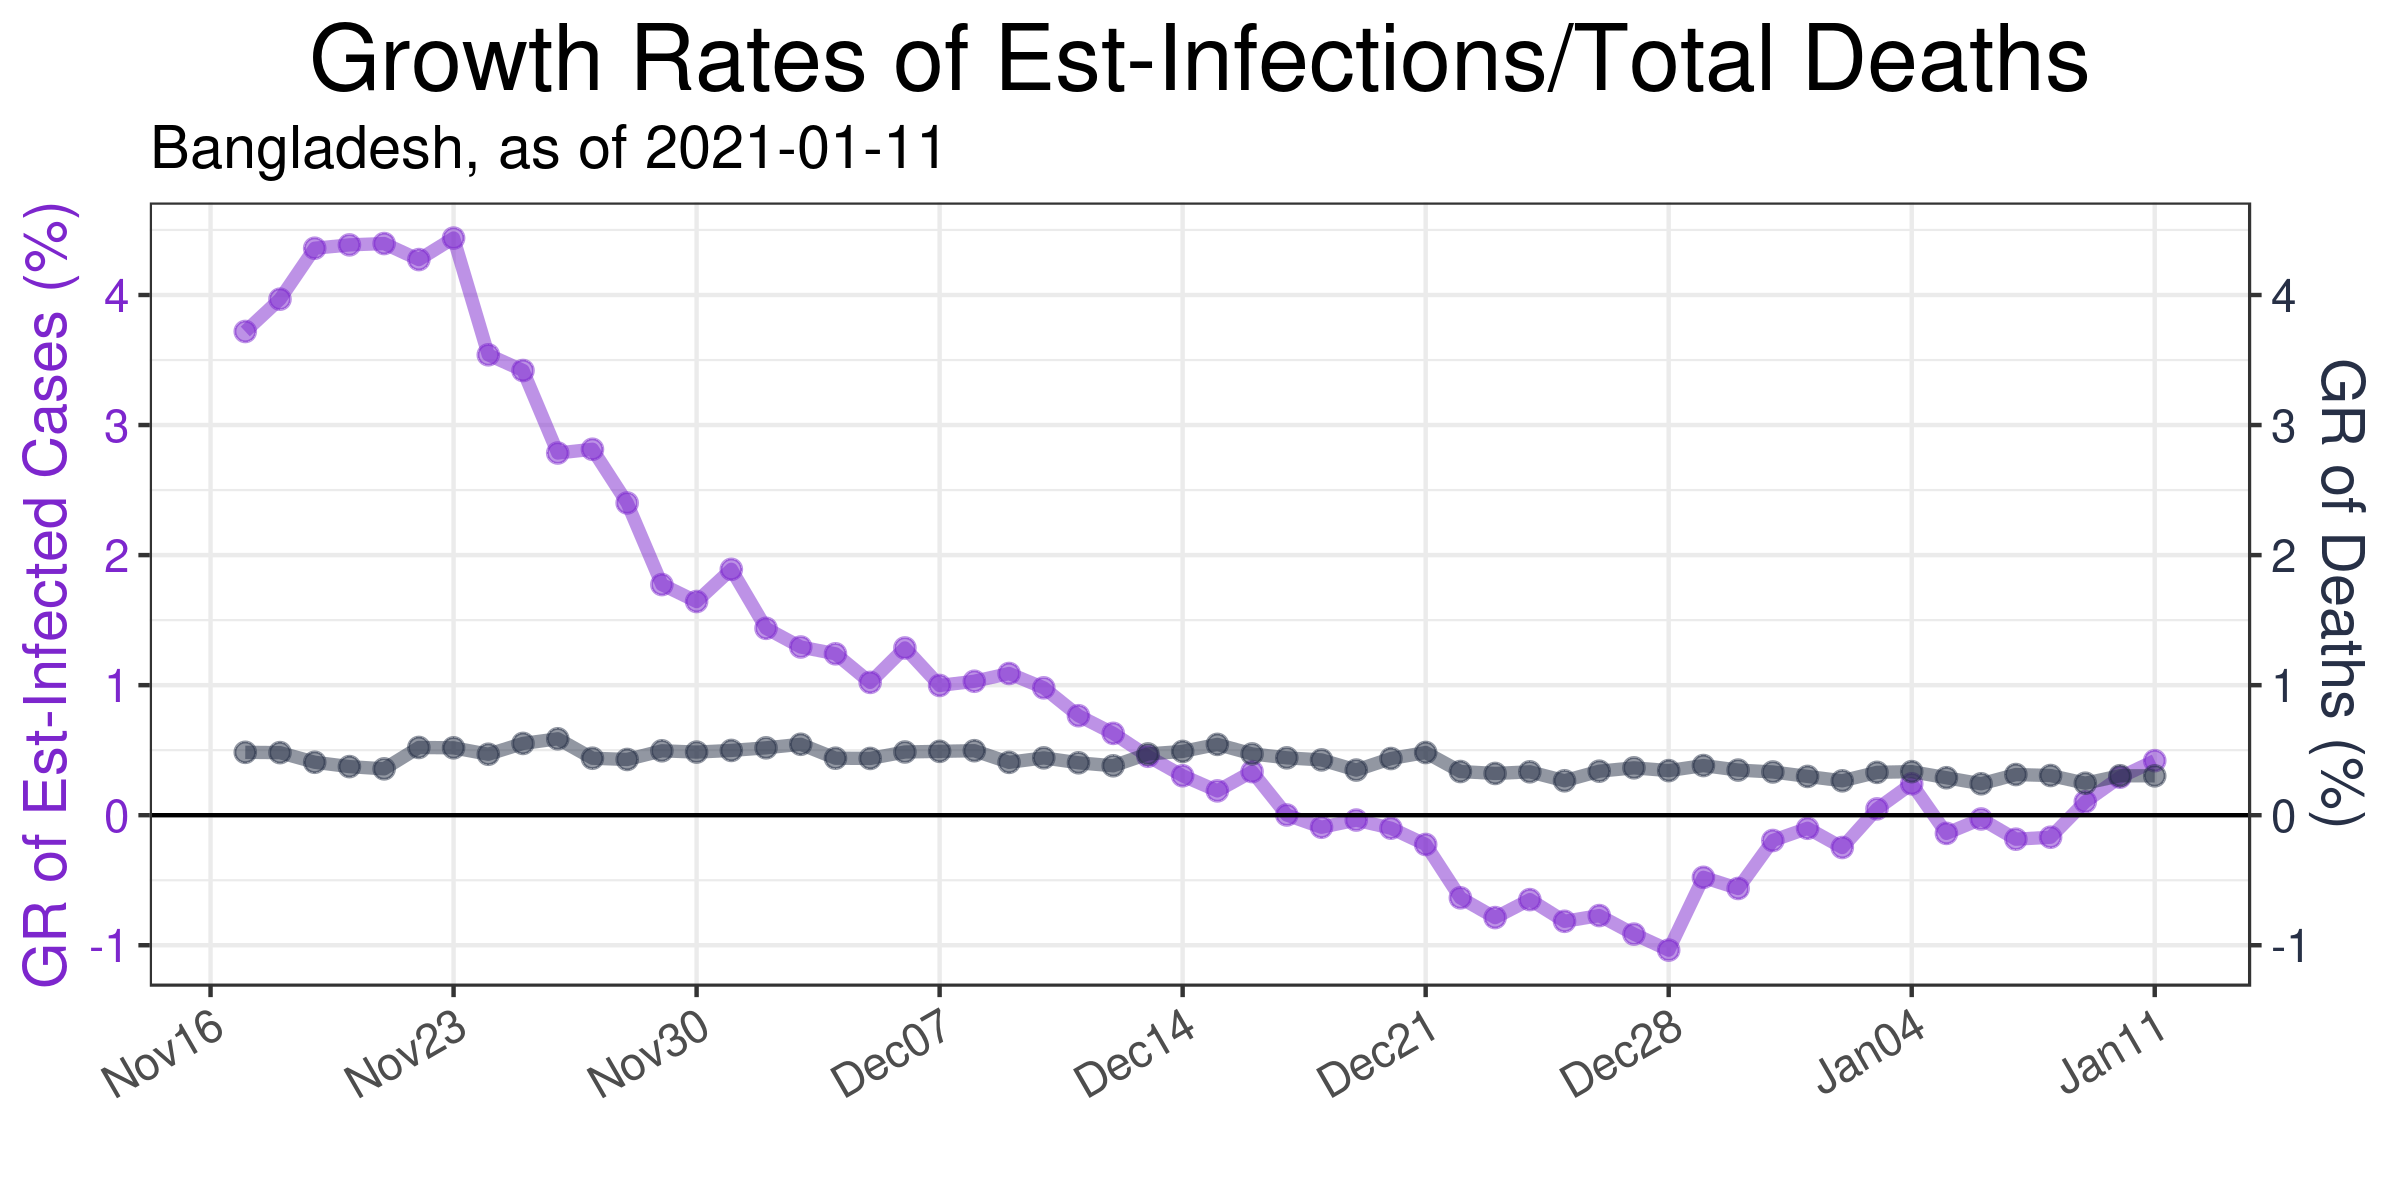 Growth Rates of Est-Infections/Total Deaths
Bangladesh, as of 2021-01-11
GR of Est-Infected Cases (%)
4
3
2
1
0
-1
4
3
2
1
0
-1
GR of Deaths (%)
Nov16
Nov23
Nov30
Dec07
Dec14
Dec21
Dec28
Jan04
Jan11